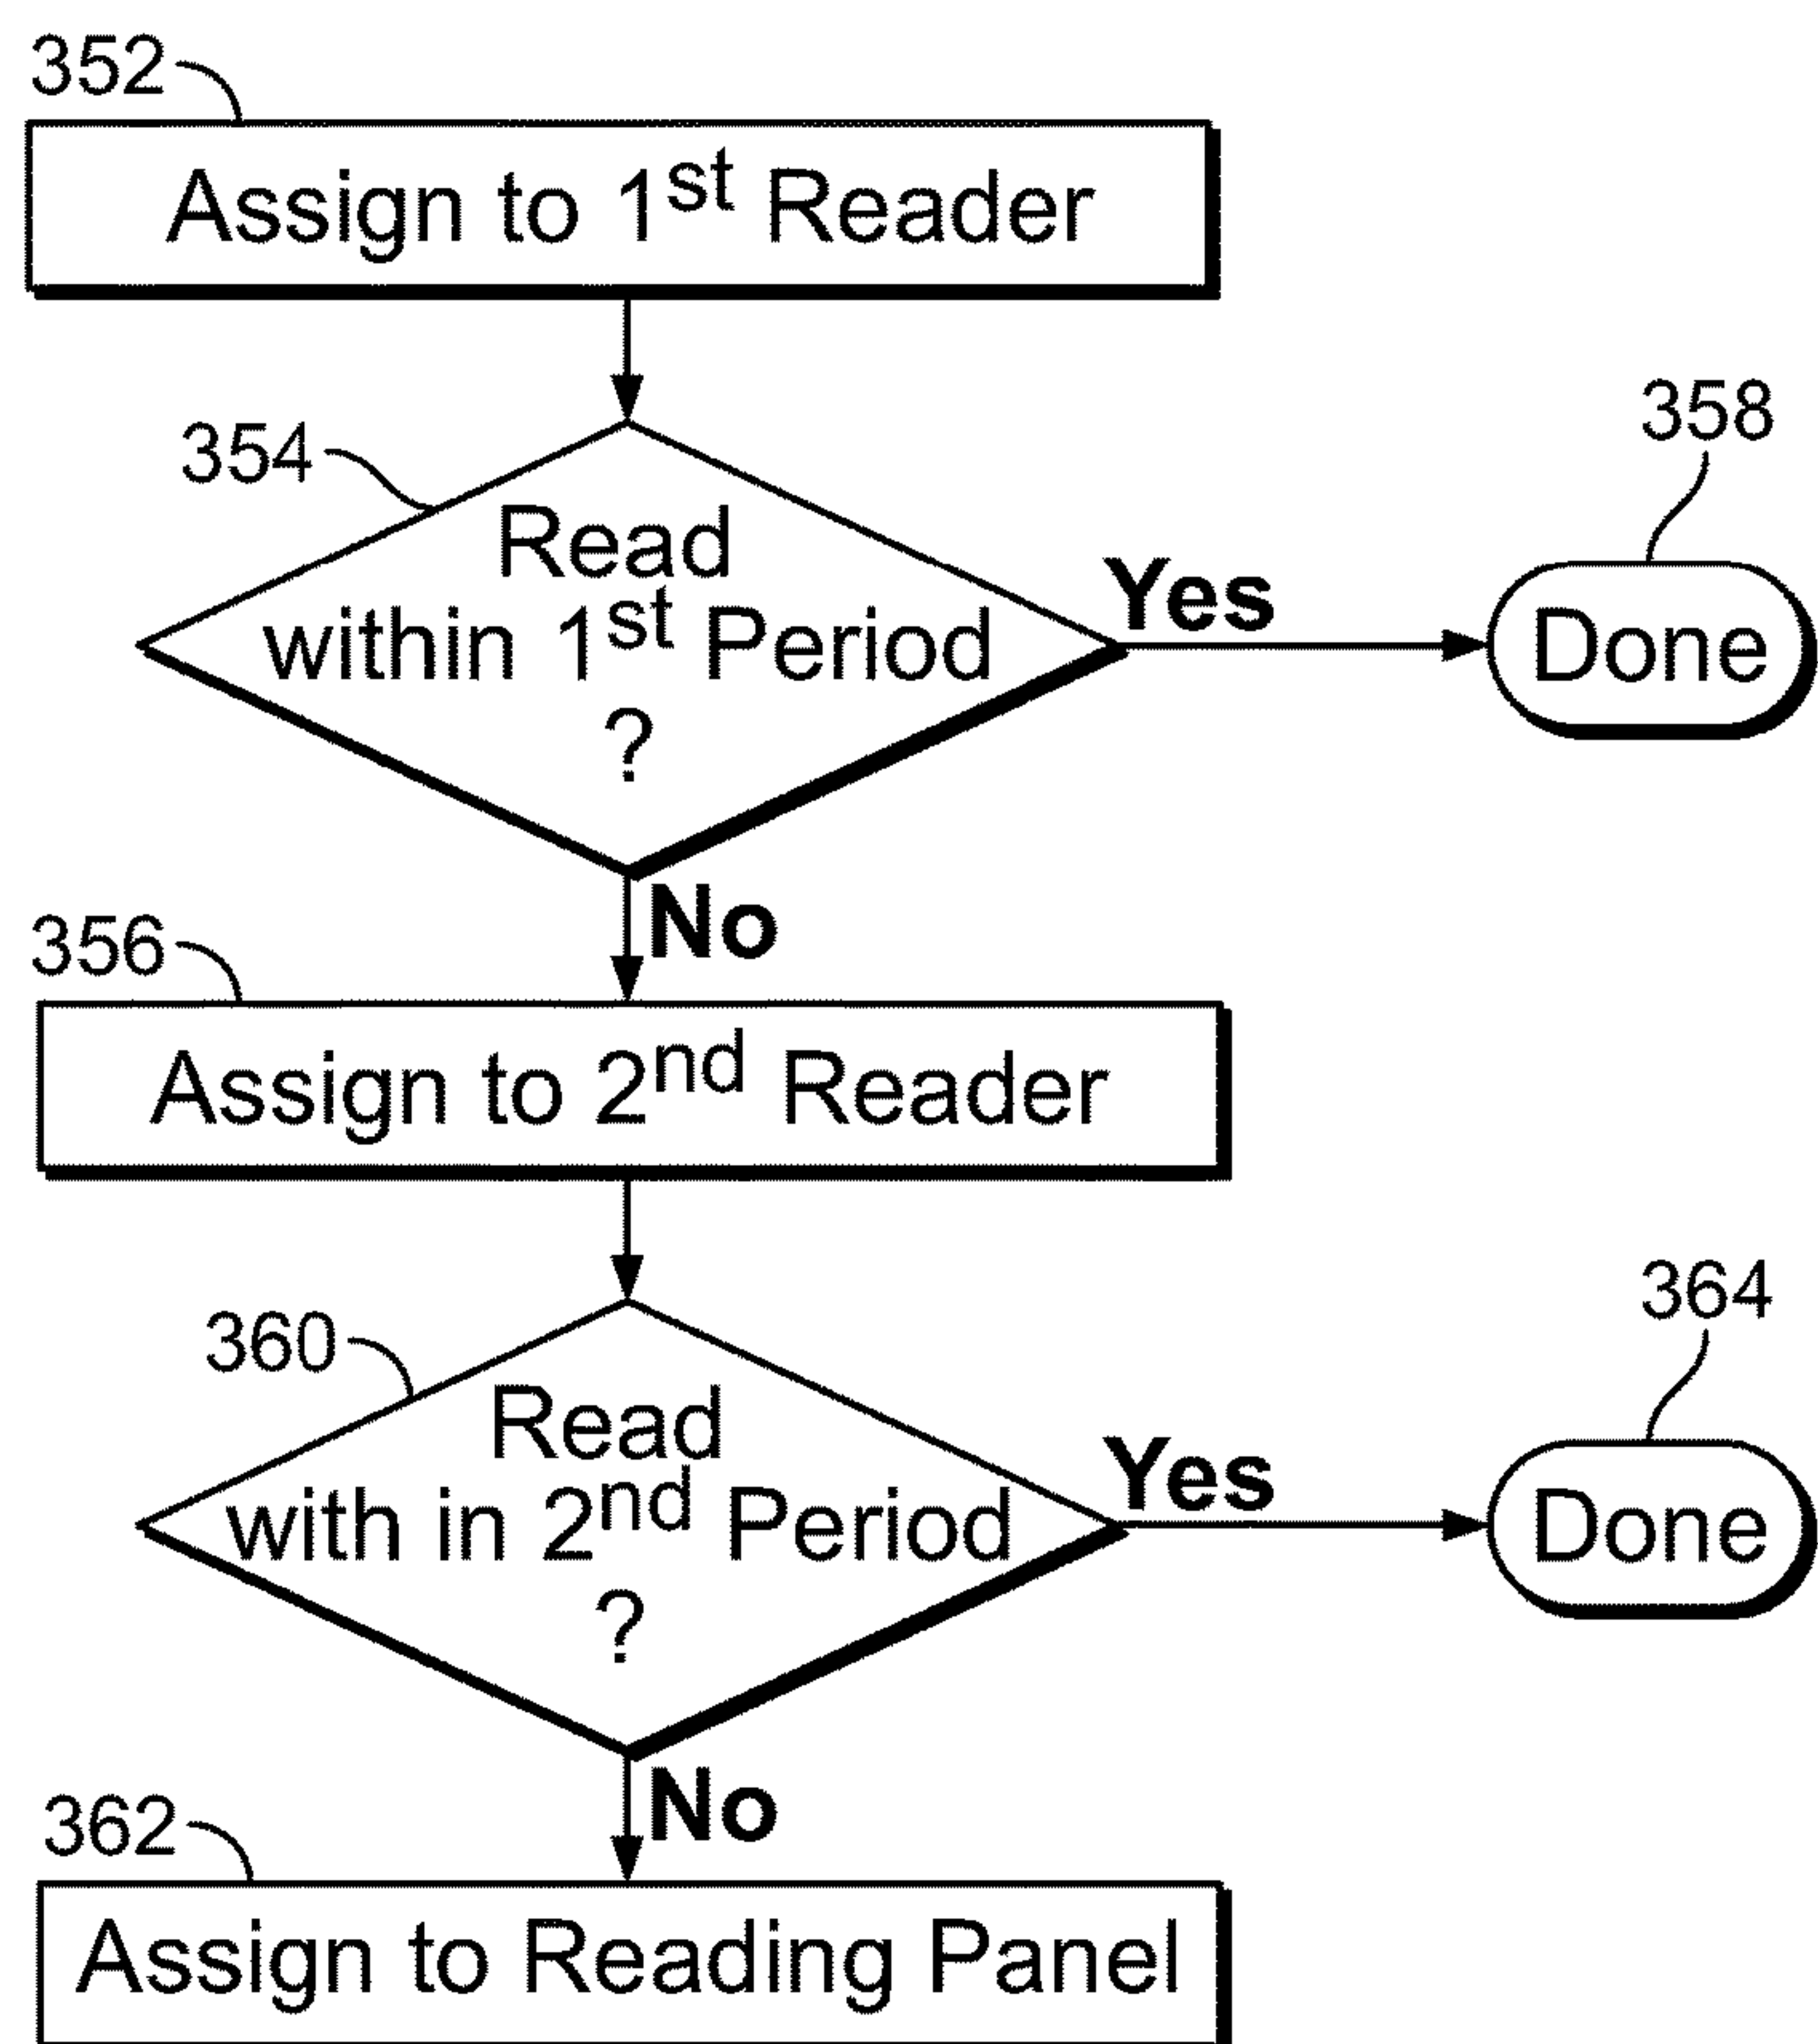 352
Assign to 1st Reader
354
358
Read
within 1st Period
?
Yes
Done
No
356
Assign to 2nd Reader
360
364
Read
with in 2nd Period
?
Yes
Done
No
362
Assign to Reading Panel